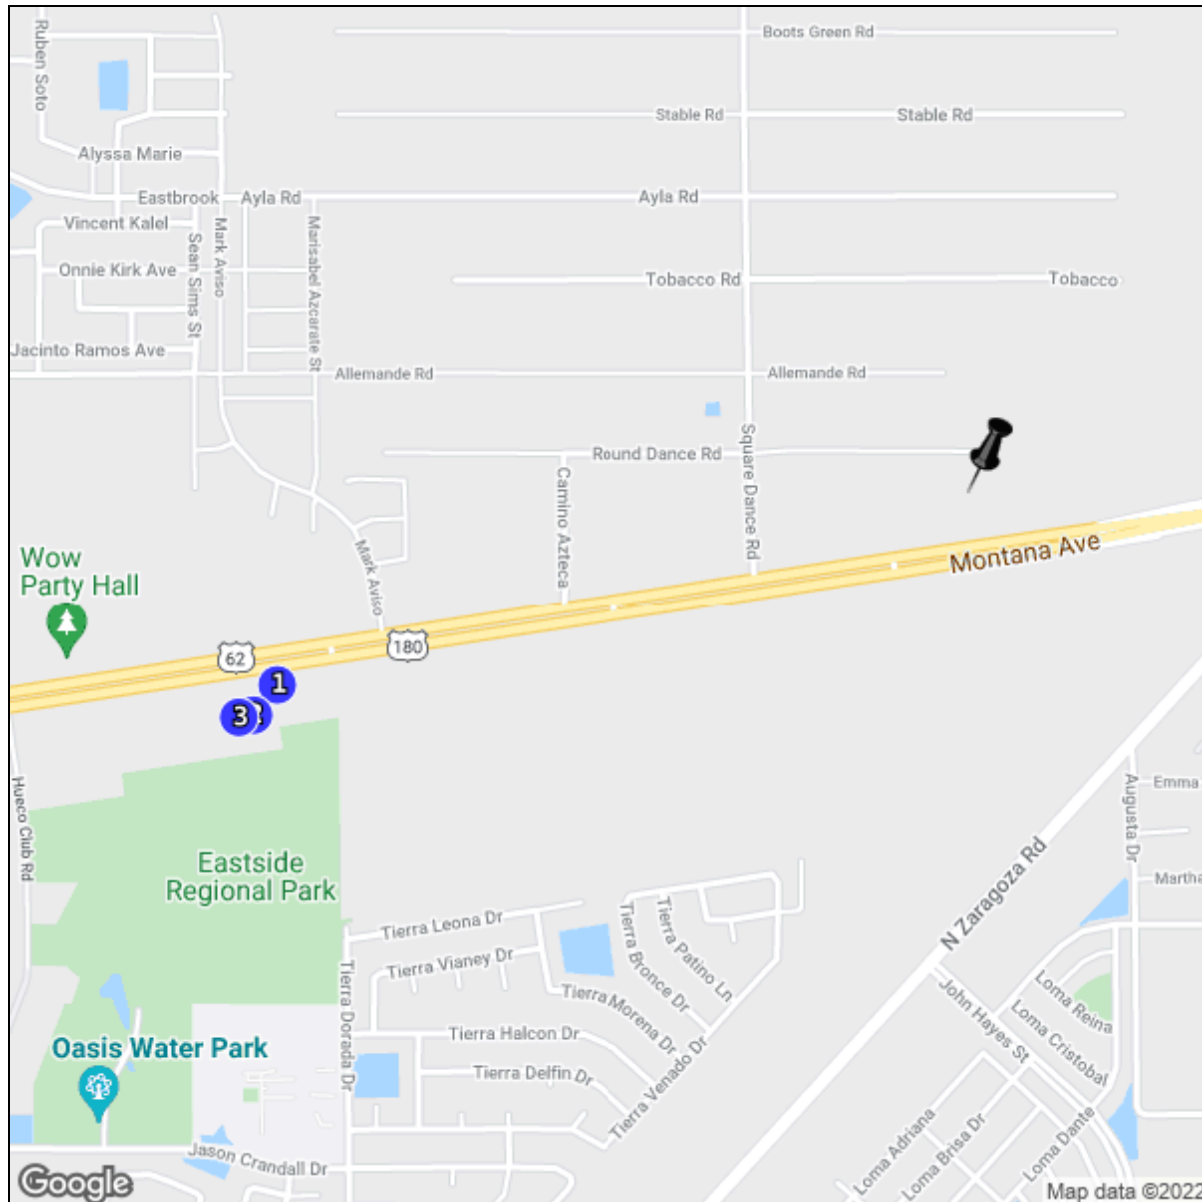 Boots Green Rd
Ruben Soto
Stable Rd
Stable Rd
Alyssa Marie
Eastbrook
Ayla Rd
Ayla Rd
Vincent Kalel
Mark Aviso
Marisabel Azcarate St
Sean Sims St
Onnie Kirk Ave
Tobacco Rd
Tobacco
Jacinto Ramos Ave
Allemande Rd
Allemande Rd
Square Dance Rd
Round Dance Rd
Camino Azteca
Mark Aviso
Montana Ave
Wow
Party Hall
62
180
1
2
3
Hueco Club Rd
Eastside
Regional Park
Augusta Dr
Emma
Martha
N Zaragoza Rd
Tierra Leona Dr
Tierra Vianey Dr
Tierra Bronce Dr
Tierra Patino Ln
Tierra Morena Dr
Tierra Dorada Dr
Tierra Halcon Dr
Tierra Delfin Dr
Tierra Venado Dr
John Hayes St
Loma Reina
Loma Cristobal
Oasis Water Park
Loma Adriana
Loma Brisa Dr
Loma Dante
Jason Crandall Dr
Google
Map data ©2022